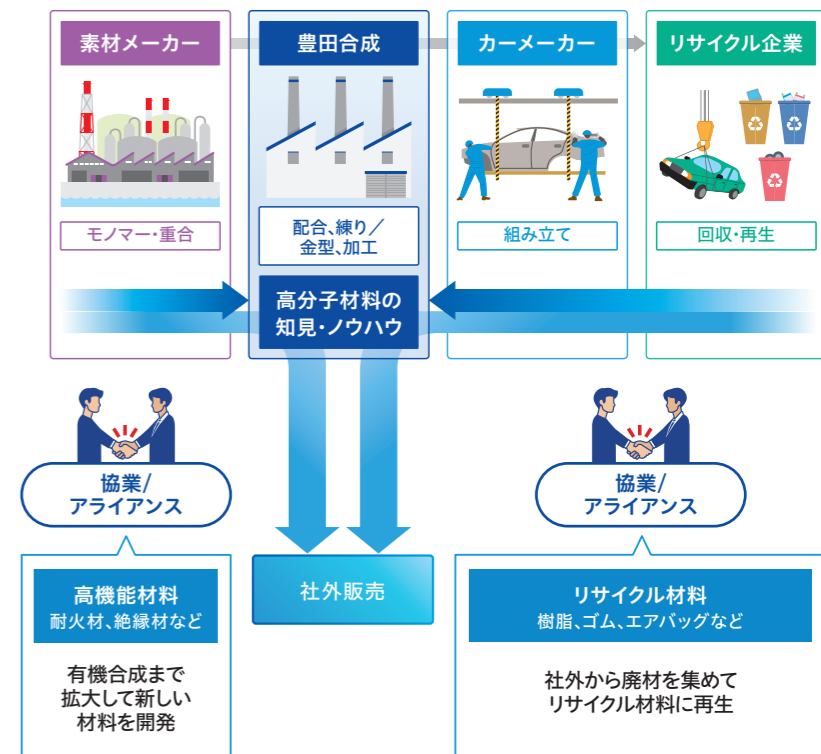 素材メーカー
豊田合成
カーメーカー
リサイクル企業
モノマー・重合
配合、練り／
金型、加工
組み立て
回収・再生
高分子材料の
知見・ノウハウ
協業/
アライアンス
協業/
アライアンス
高機能材料
耐火材、絶縁材など
有機合成まで
拡大して新しい
材料を開発
社外販売
リサイクル材料
樹脂、ゴム、エアバッグなど
社外から廃材を集めて
リサイクル材料に再生